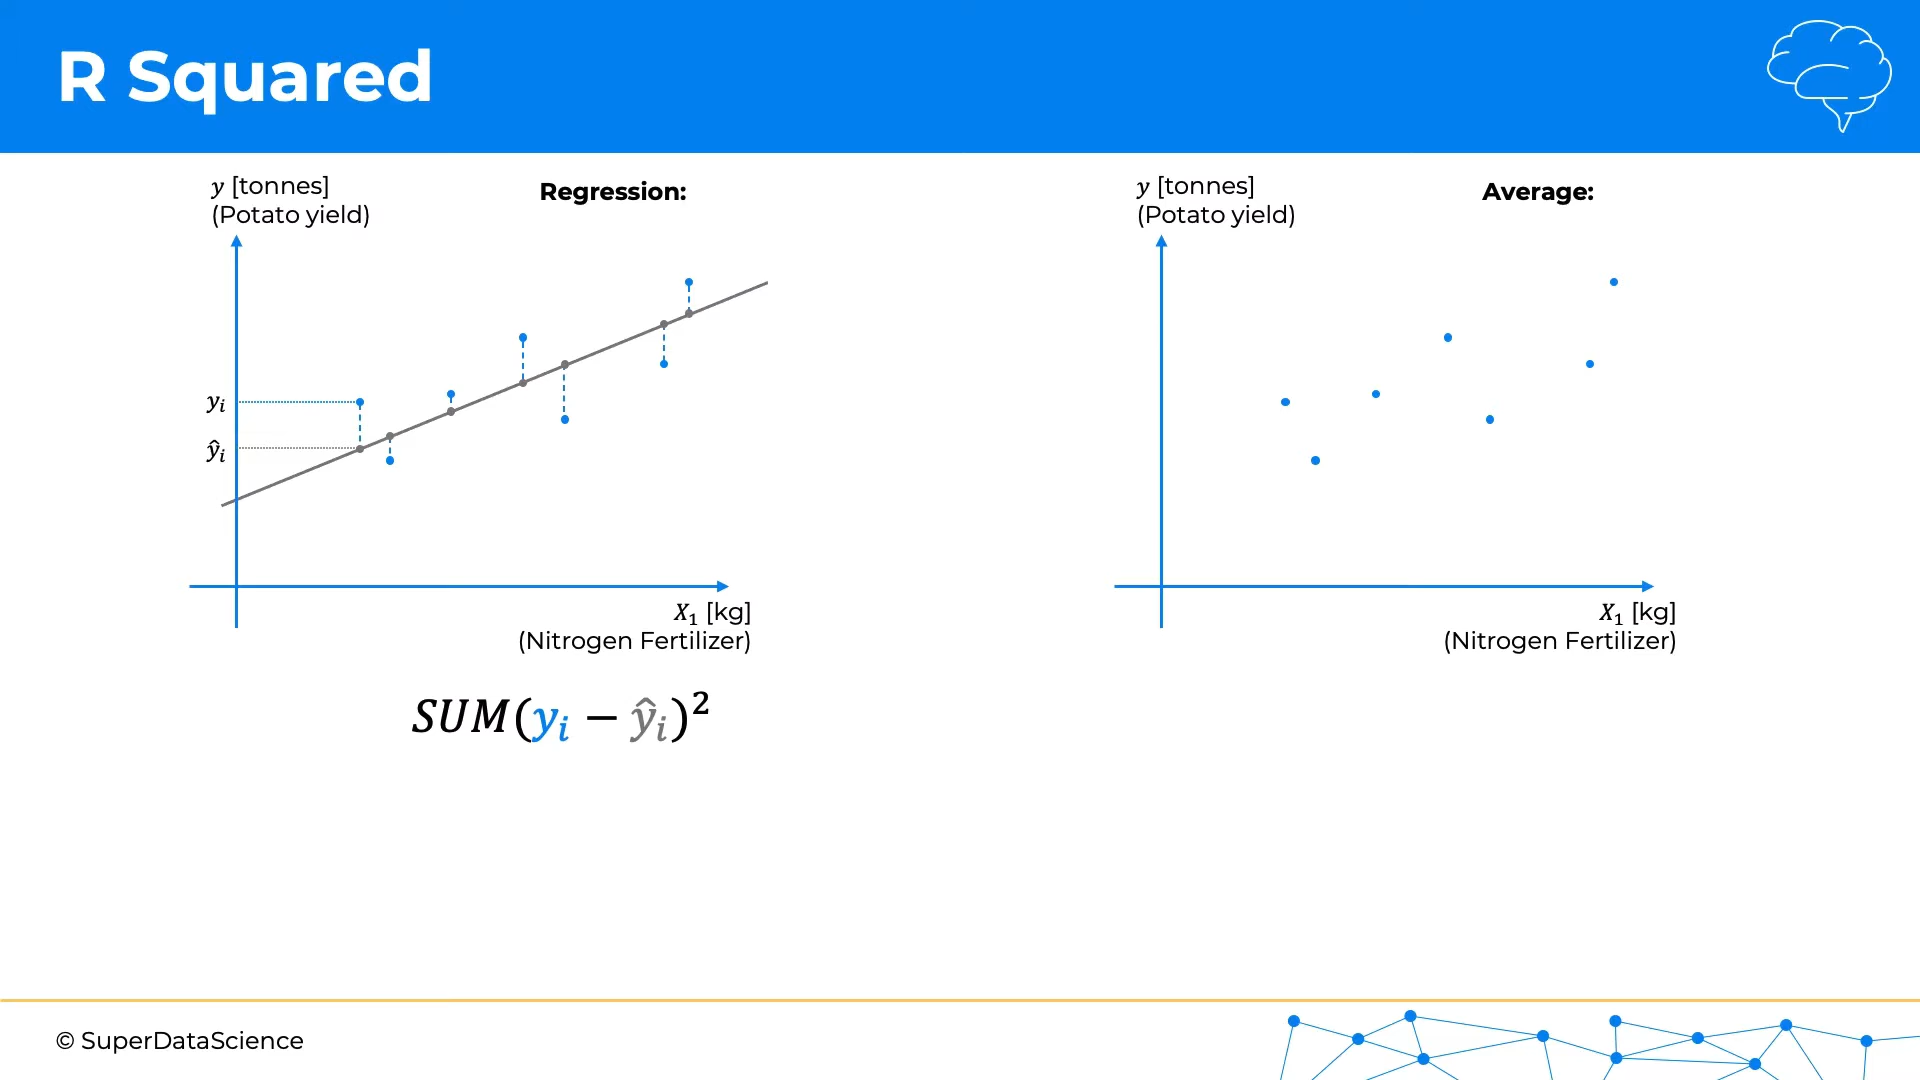 R Squared
y [tonnes]
(Potato yield)
Regression:
yᵢ
ŷᵢ
X₁ [kg]
(Nitrogen Fertilizer)
SUM(yᵢ − ŷᵢ)²
y [tonnes]
(Potato yield)
Average:
X₁ [kg]
(Nitrogen Fertilizer)
© SuperDataScience